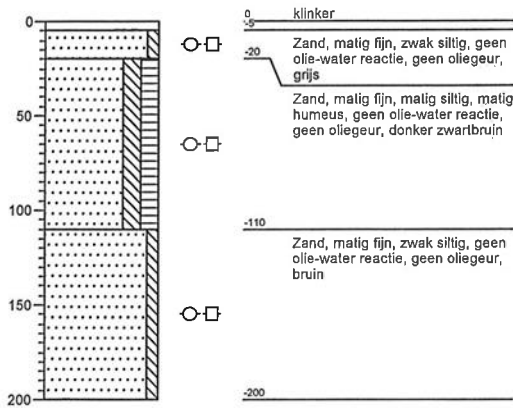 0
50
100
150
200
0
klinker
-5
-20
Zand, matig fijn, zwak siltig, geen
olie-water reactie, geen oliegeur,
grijs
Zand, matig fijn, matig siltig, matig
humeus, geen olie-water reactie,
geen oliegeur, donker zwartbruin
-110
Zand, matig fijn, zwak siltig, geen
olie-water reactie, geen oliegeur,
bruin
-200